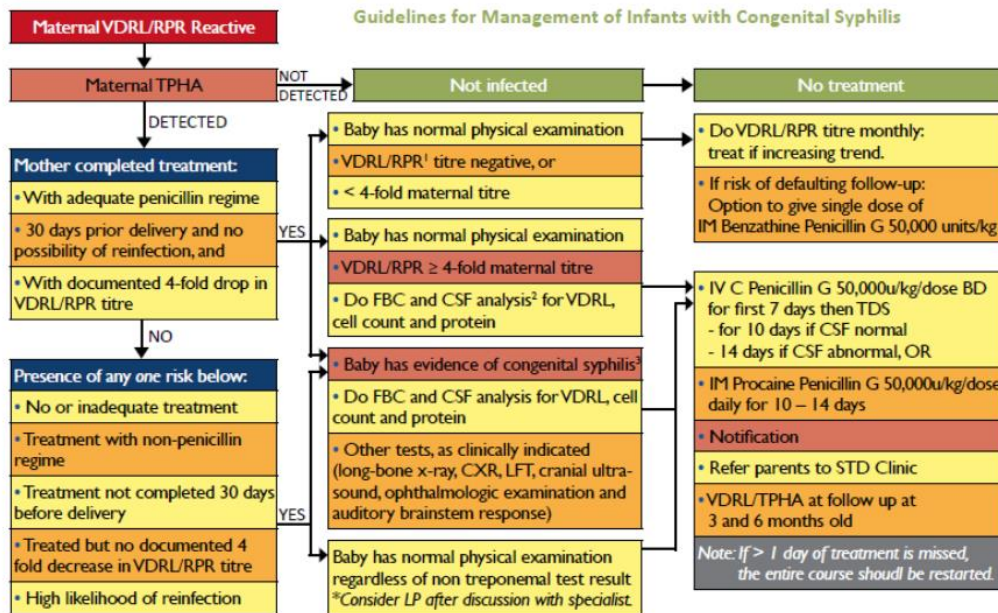 Guidelines for Management of Infants with Congenital Syphilis
Maternal VDRL/RPR Reactive
Maternal TPHA
NOT
DETECTED
Not infected
No treatment
DETECTED
Mother completed treatment:
• With adequate penicillin regime
• 30 days prior delivery and no
possibility of reinfection, and
• With documented 4-fold drop in
VDRL/RPR titre
YES
NO
Presence of any one risk below:
• No or inadequate treatment
• Treatment with non-penicillin
regime
• Treatment not completed 30 days
before delivery
• Treated but no documented 4
fold decrease in VDRL/RPR titre
• High likelihood of reinfection
YES
• Baby has normal physical examination
• VDRL/RPR¹ titre negative, or
• < 4-fold maternal titre
• Baby has normal physical examination
• VDRL/RPR ≥ 4-fold maternal titre
• Do FBC and CSF analysis² for VDRL,
cell count and protein
• Baby has evidence of congenital syphilis³
• Do FBC and CSF analysis for VDRL, cell
count and protein
• Other tests, as clinically indicated
(long-bone x-ray, CXR, LFT, cranial ultra-
sound, ophthalmologic examination and
auditory brainstem response)
Baby has normal physical examination
regardless of non treponemal test result
*Consider LP after discussion with specialist.
• Do VDRL/RPR titre monthly:
treat if increasing trend.
• If risk of defaulting follow-up:
Option to give single dose of
IM Benzathine Penicillin G 50,000 units/kg
• IV C Penicillin G 50,000u/kg/dose BD
for first 7 days then TDS
- for 10 days if CSF normal
- 14 days if CSF abnormal, OR
• IM Procaine Penicillin G 50,000u/kg/dose
daily for 10 – 14 days
• Notification
• Refer parents to STD Clinic
• VDRL/TPHA at follow up at
3 and 6 months old
Note: If > 1 day of treatment is missed,
the entire course shoudl be restarted.